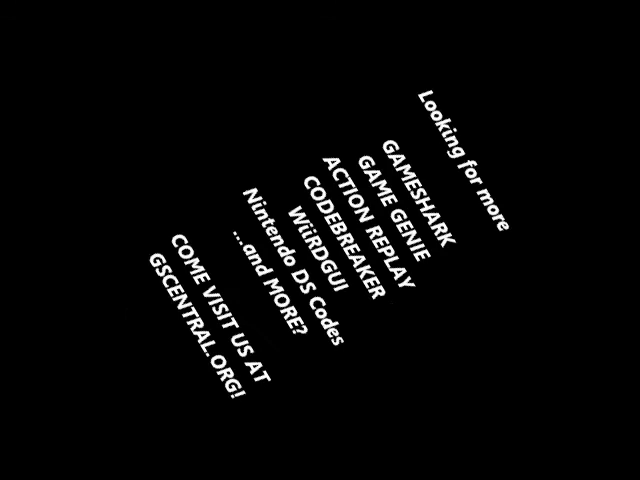 Looking for more
GAMESHARK
GAME GENIE
ACTION REPLAY
CODEBREAKER
WiiRDGUI
Nintendo DS Codes
...and MORE?
COME VISIT US AT
GSCENTRAL.ORG!